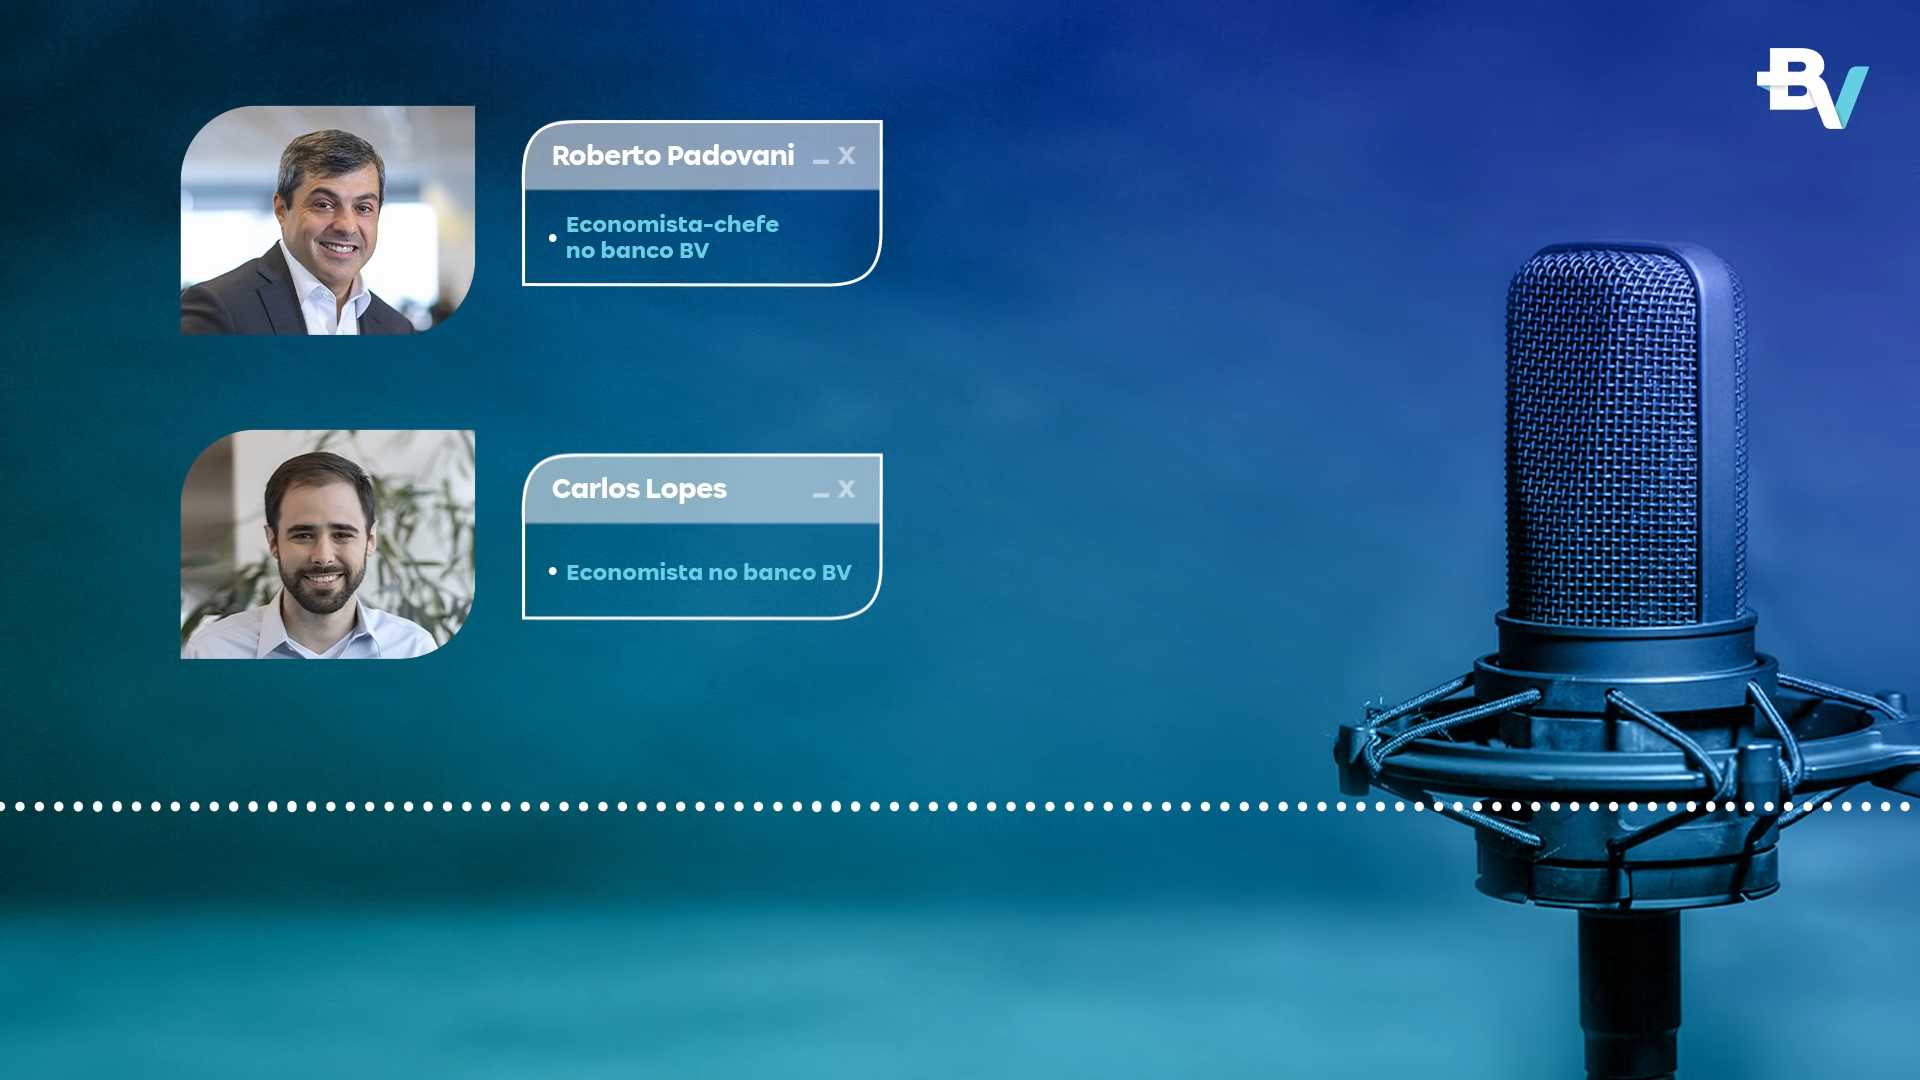 BV
Roberto Padovani _ X
• Economista-chefe
no banco BV
Carlos Lopes _ X
• Economista no banco BV